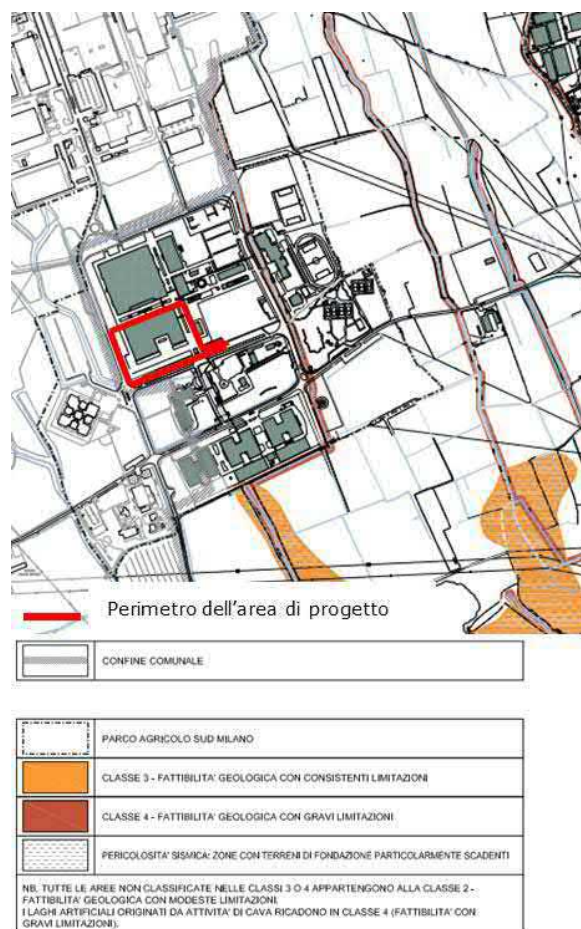 Perimetro dell'area di progetto
CONFINE COMUNALE
PARCO AGRICOLO SUD MILANO
CLASSE 3 - FATTIBILITA' GEOLOGICA CON CONSISTENTI LIMITAZIONI
CLASSE 4 - FATTIBILITA' GEOLOGICA CON GRAVI LIMITAZIONI
PERICOLOSITA' SISMICA: ZONE CON TERRENI DI FONDAZIONE PARTICOLARMENTE SCADENTI
NB. TUTTE LE AREE NON CLASSIFICATE NELLE CLASSI 3 O 4 APPARTENGONO ALLA CLASSE 2 -
FATTIBILITA' GEOLOGICA CON MODESTE LIMITAZIONI.
I LAGHI ARTIFICIALI ORIGINATI DA ATTIVITA' DI CAVA RICADONO IN CLASSE 4 (FATTIBILITA' CON
GRAVI LIMITAZIONI).